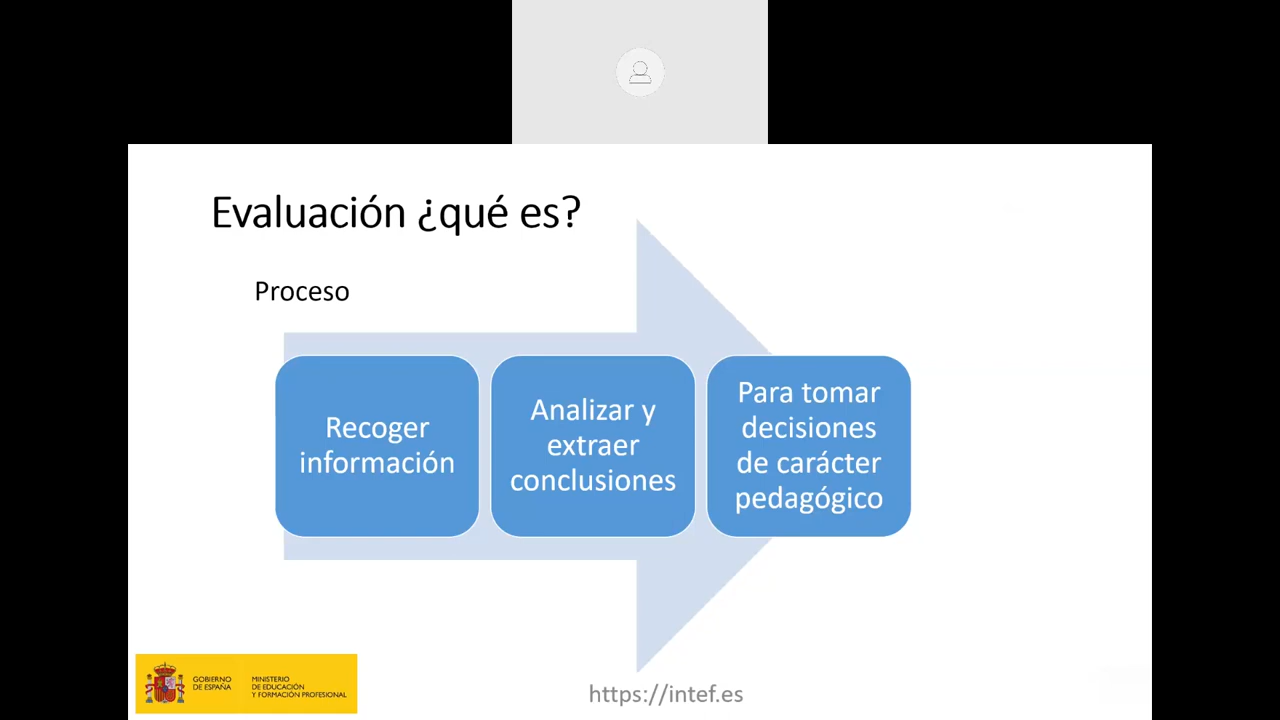 Evaluación ¿qué es?
Proceso
Recoger
información
Analizar y
extraer
conclusiones
Para tomar
decisiones
de carácter
pedagógico
GOBIERNO
DE ESPAÑA
MINISTERIO
DE EDUCACIÓN
Y FORMACIÓN PROFESIONAL
https://intef.es